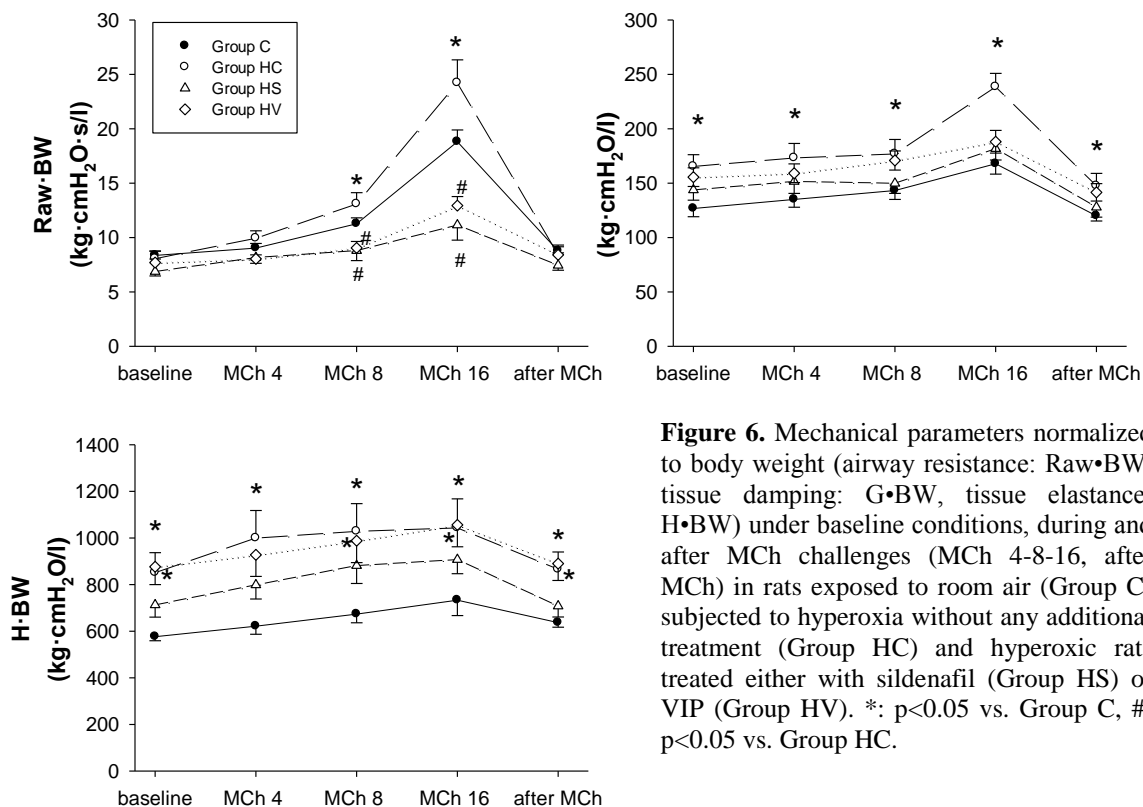 30
25
20
15
10
5
0
Raw·BW
(kg·cmH2O·s/l)
Group C
Group HC
Group HS
Group HV
*
*
#
#
#
#
baseline MCh 4 MCh 8 MCh 16 after MCh
300
250
200
150
100
50
0
(kg·cmH2O/l)
* * * * *
baseline MCh 4 MCh 8 MCh 16 after MCh
1400
1200
1000
800
600
400
200
0
H·BW
(kg·cmH2O/l)
* * * * *
* * * *
baseline MCh 4 MCh 8 MCh 16 after MCh
Figure 6. Mechanical parameters normalized
to body weight (airway resistance: Raw•BW
tissue damping: G•BW, tissue elastance
H•BW) under baseline conditions, during and
after MCh challenges (MCh 4-8-16, afte
MCh) in rats exposed to room air (Group C
subjected to hyperoxia without any additiona
treatment (Group HC) and hyperoxic rat
treated either with sildenafil (Group HS) o
VIP (Group HV). *: p<0.05 vs. Group C, #
p<0.05 vs. Group HC.